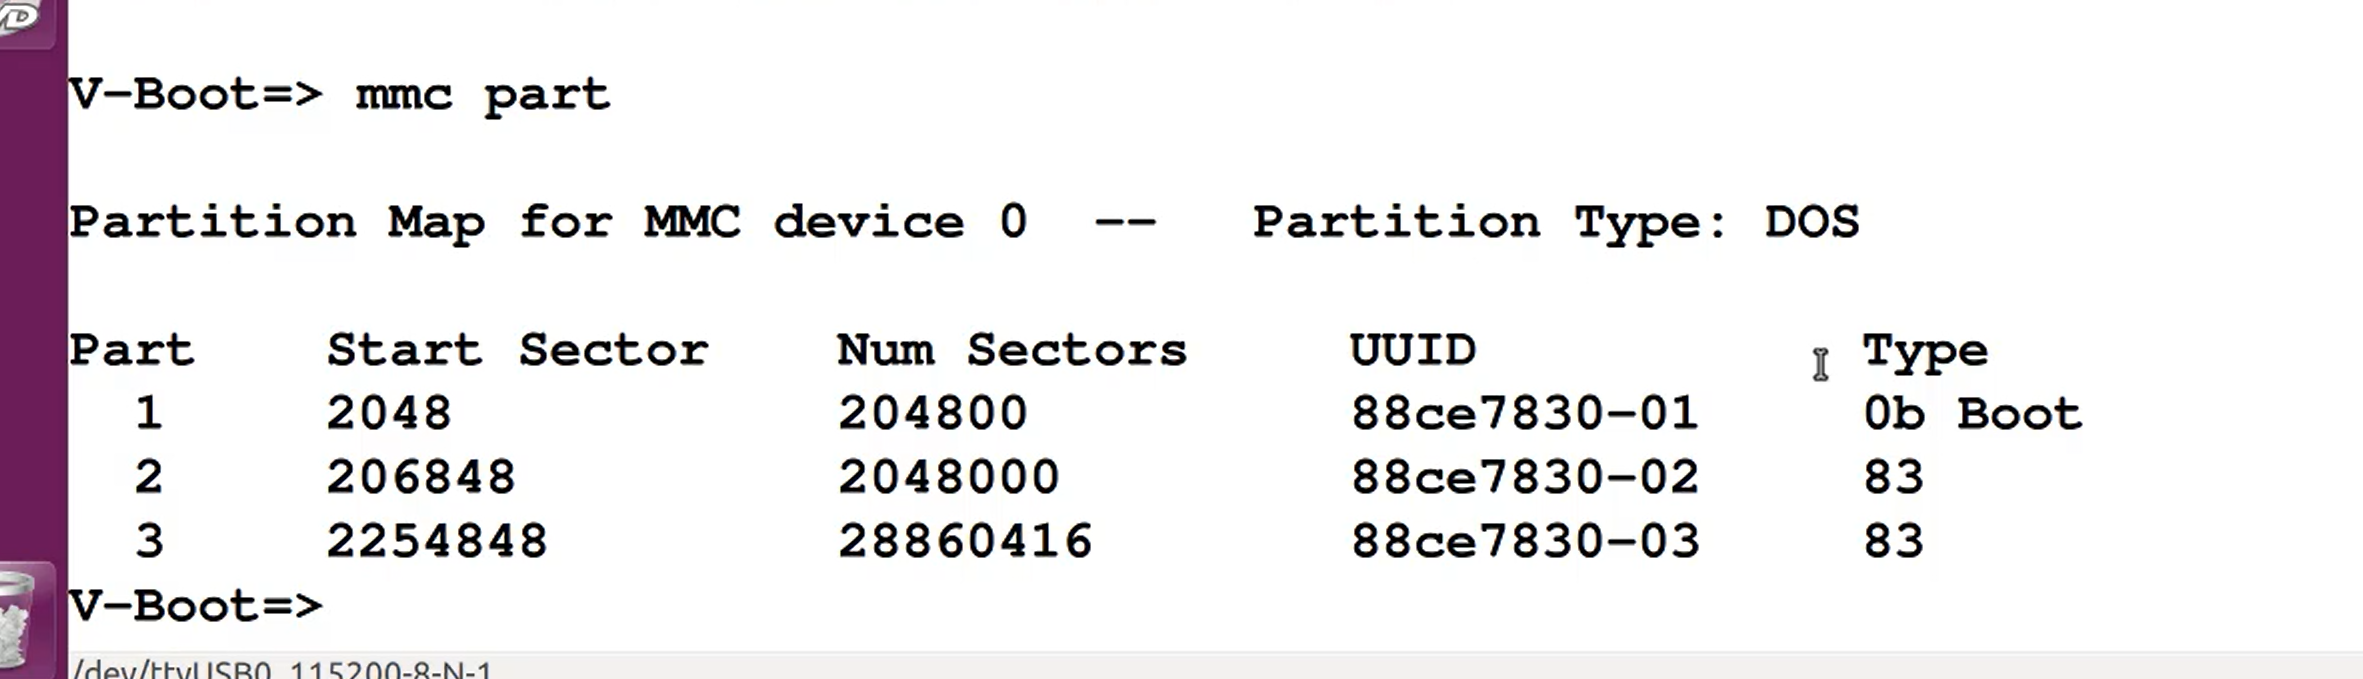 V-Boot=> mmc part
Partition Map for MMC device 0  --   Partition Type: DOS
Part    Start Sector    Num Sectors     UUID            Type
1     2048            204800          88ce7830-01     0b Boot
2     206848          2048000         88ce7830-02     83
3     2254848         28860416        88ce7830-03     83
V-Boot=>
/dev/ttyUSB0 115200-8-N-1